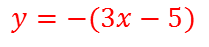 y = −(3x − 5)